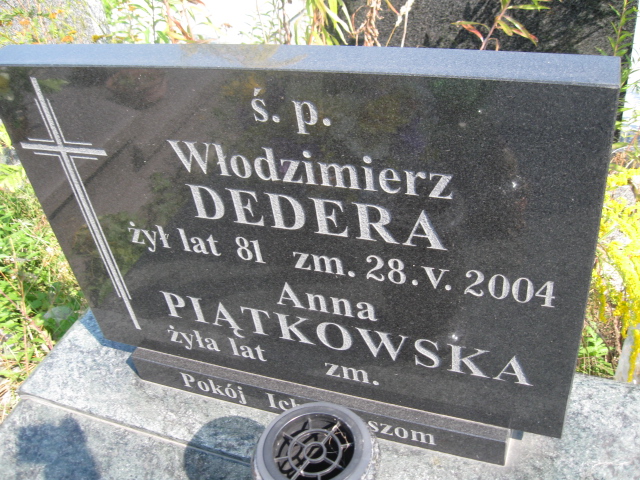 ś. p.
Włodzimierz
DEDERA
żył lat 81 zm. 28. V. 2004
Anna
PIĄTKOWSKA
żyła lat zm.
Pokój